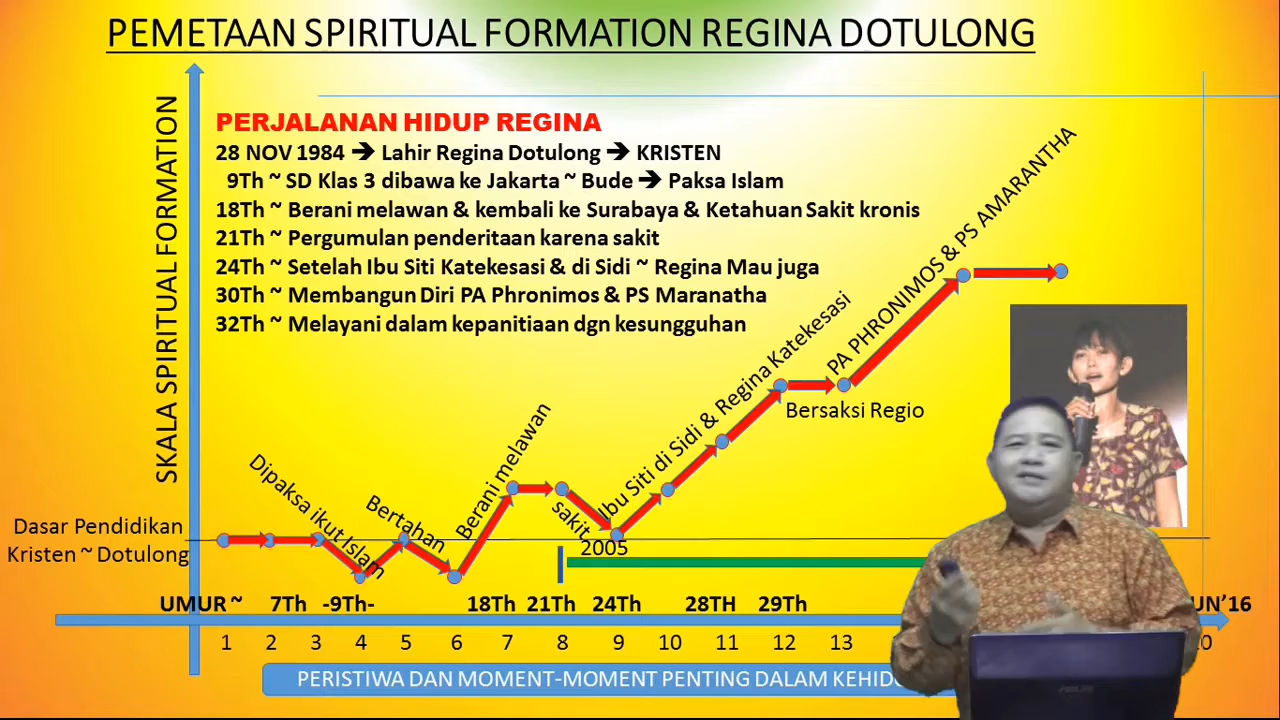 PEMETAAN SPIRITUAL FORMATION REGINA DOTULONG
SKALA SPIRITUAL FORMATION
PERJALANAN HIDUP REGINA
28 NOV 1984 ➔ Lahir Regina Dotulong ➔ KRISTEN
9Th ~ SD Klas 3 dibawa ke Jakarta ~ Bude ➔ Paksa Islam
18Th ~ Berani melawan & kembali ke Surabaya & Ketahuan Sakit kronis
21Th ~ Pergumulan penderitaan karena sakit
24Th ~ Setelah Ibu Siti Katekesasi & di Sidi ~ Regina Mau juga
30Th ~ Membangun Diri PA Phronimos & PS Maranatha
32Th ~ Melayani dalam kepanitiaan dgn kesungguhan
Dasar Pendidikan
Kristen ~ Dotulong
Dipaksa ikut Islam
Bertahan
Berani melawan
sakit
2005
Ibu Siti di Sidi & Regina Katekesasi
Bersaksi Regio
PA PHRONIMOS & PS AMARANTHA
UMUR ~ 7Th -9Th- 18Th 21Th 24Th 28TH 29Th UN'16
1 2 3 4 5 6 7 8 9 10 11 12 13
PERISTIWA DAN MOMENT-MOMENT PENTING DALAM
ASUS